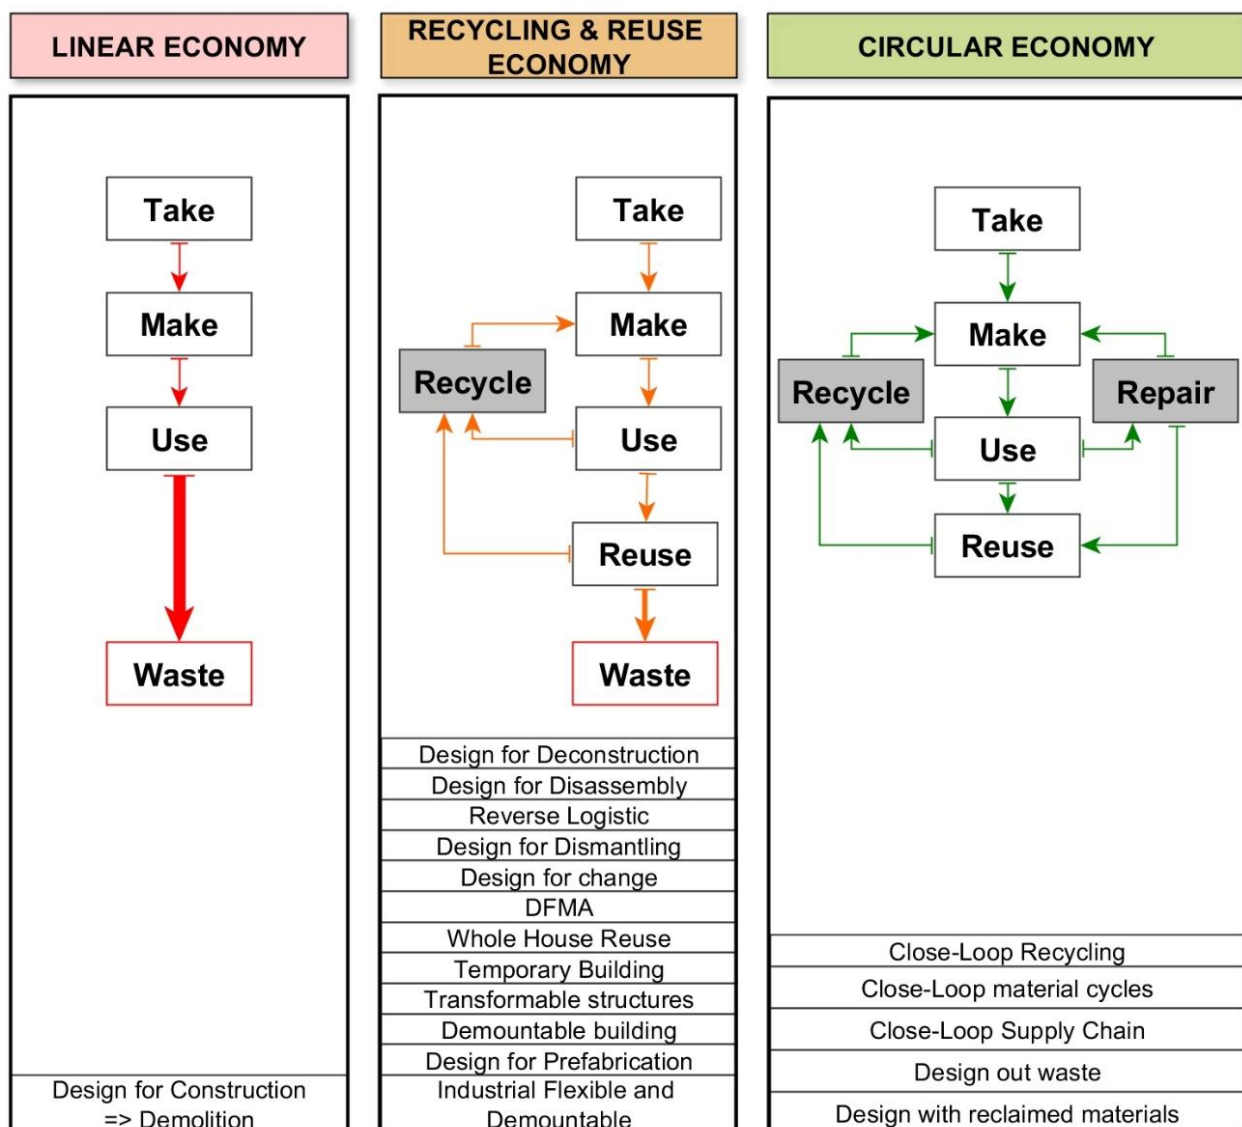 LINEAR ECONOMY
Take
Make
Use
Waste
Design for Construction
=> Demolition
RECYCLING & REUSE
ECONOMY
Take
Make
Recycle
Use
Reuse
Waste
Design for Deconstruction
Design for Disassembly
Reverse Logistic
Design for Dismantling
Design for change
DFMA
Whole House Reuse
Temporary Building
Transformable structures
Demountable building
Design for Prefabrication
Industrial Flexible and
Demountable
CIRCULAR ECONOMY
Take
Make
Recycle
Repair
Use
Reuse
Close-Loop Recycling
Close-Loop material cycles
Close-Loop Supply Chain
Design out waste
Design with reclaimed materials